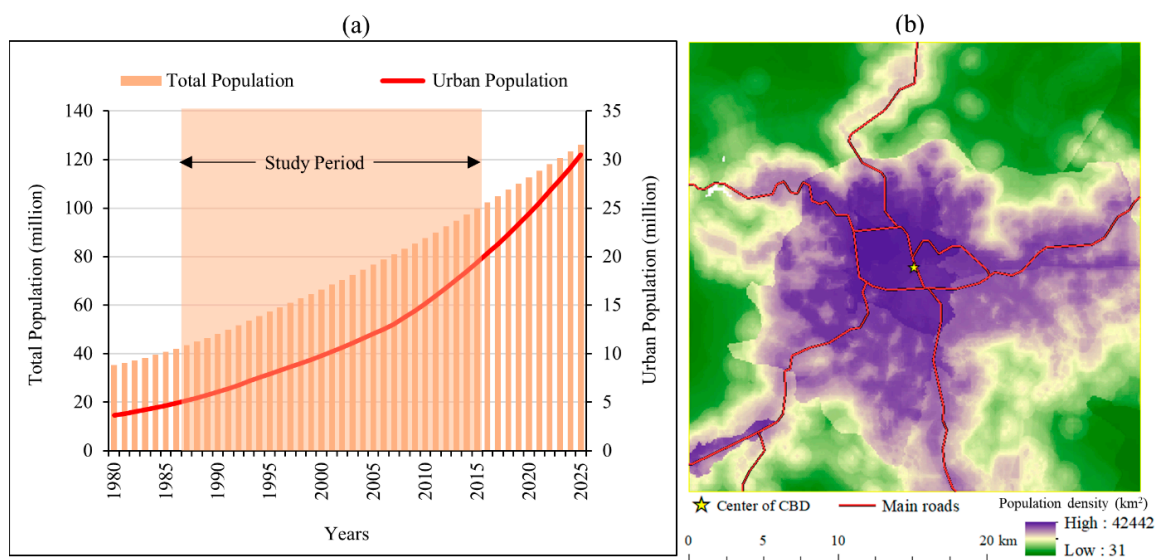 (a)
Total Population
Urban Population
140
120
100
80
60
40
20
0
Total Population (million)
Study Period
35
30
25
20
15
10
5
0
Urban Population (million)
1980
1985
1990
1995
2000
2005
2010
2015
2020
2025
Years
(b)
Center of CBD
Main roads
Population density (km²)
High : 42442
Low : 31
0 5 10 20 km